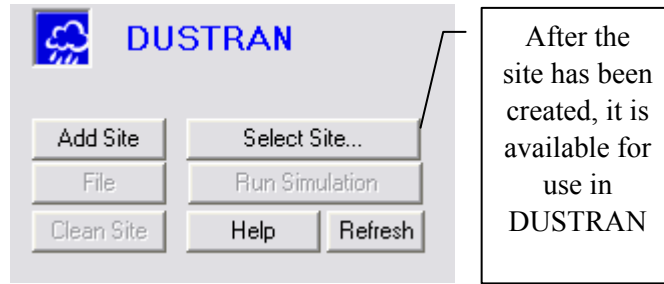 DUSTRAN
Add Site
Select Site...
File
Run Simulation
Clean Site
Help
Refresh
After the
site has been
created, it is
available for
use in
DUSTRAN